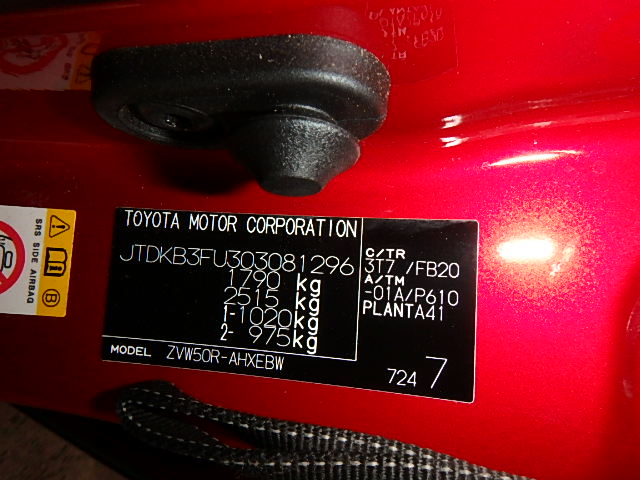 TOYOTA MOTOR CORPORATION
JTDKB3FU303081296
1790 kg
2515 kg
1-1020kg
2- 975kg
C/TR
3T7 /FB20
A/TM
-01A/P610
PLANTA41
MODEL ZVW50R-AHXEBW
724 7
SRS SIDE AIRBAG
B